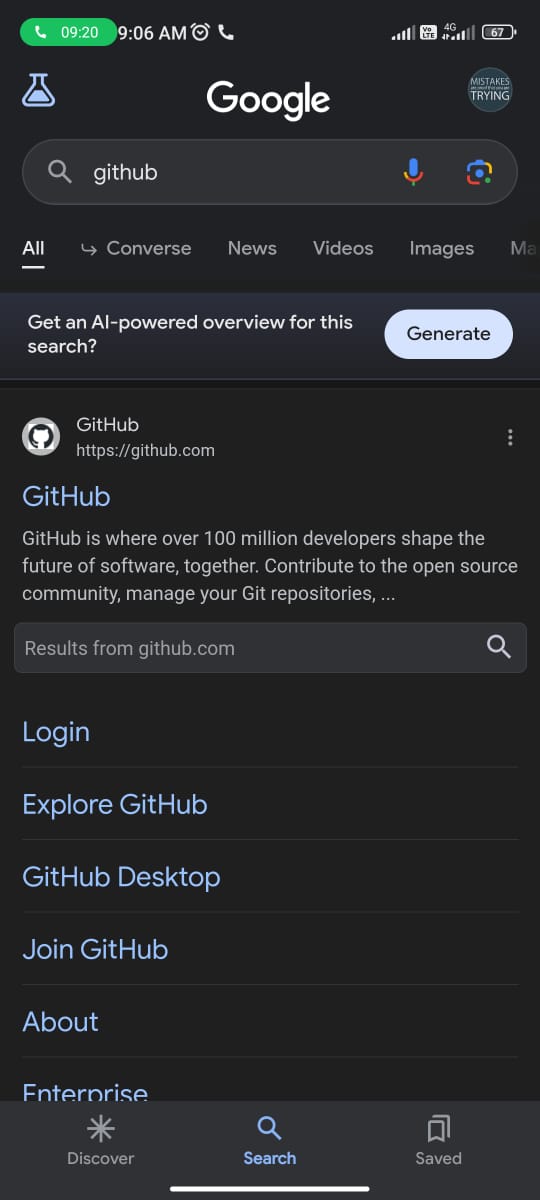 09:20 9:06 AM Vo LTE 4G 67
MISTAKES
TRYING
Google
github
All Converse News Videos Images Ma
Get an AI-powered overview for this
search?
Generate
GitHub
https://github.com
GitHub
GitHub is where over 100 million developers shape the
future of software, together. Contribute to the open source
community, manage your Git repositories, ...
Results from github.com
Login
Explore GitHub
GitHub Desktop
Join GitHub
About
Enterprise
Discover Search Saved